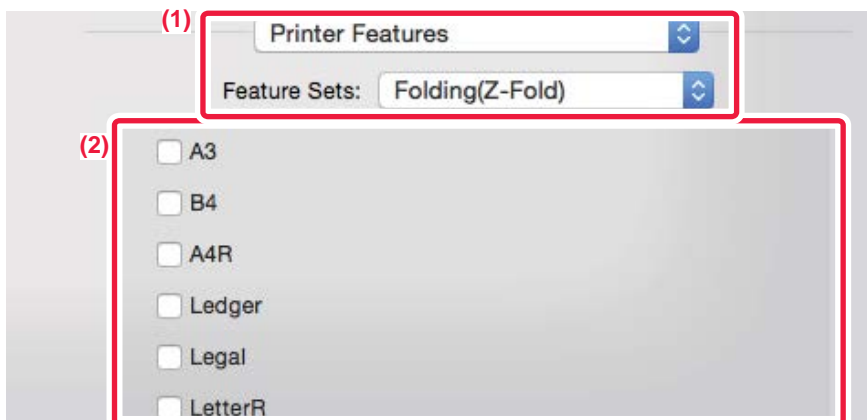 (1)
Printer Features
Feature Sets: Folding(Z-Fold)
(2)
A3
B4
A4R
Ledger
Legal
LetterR